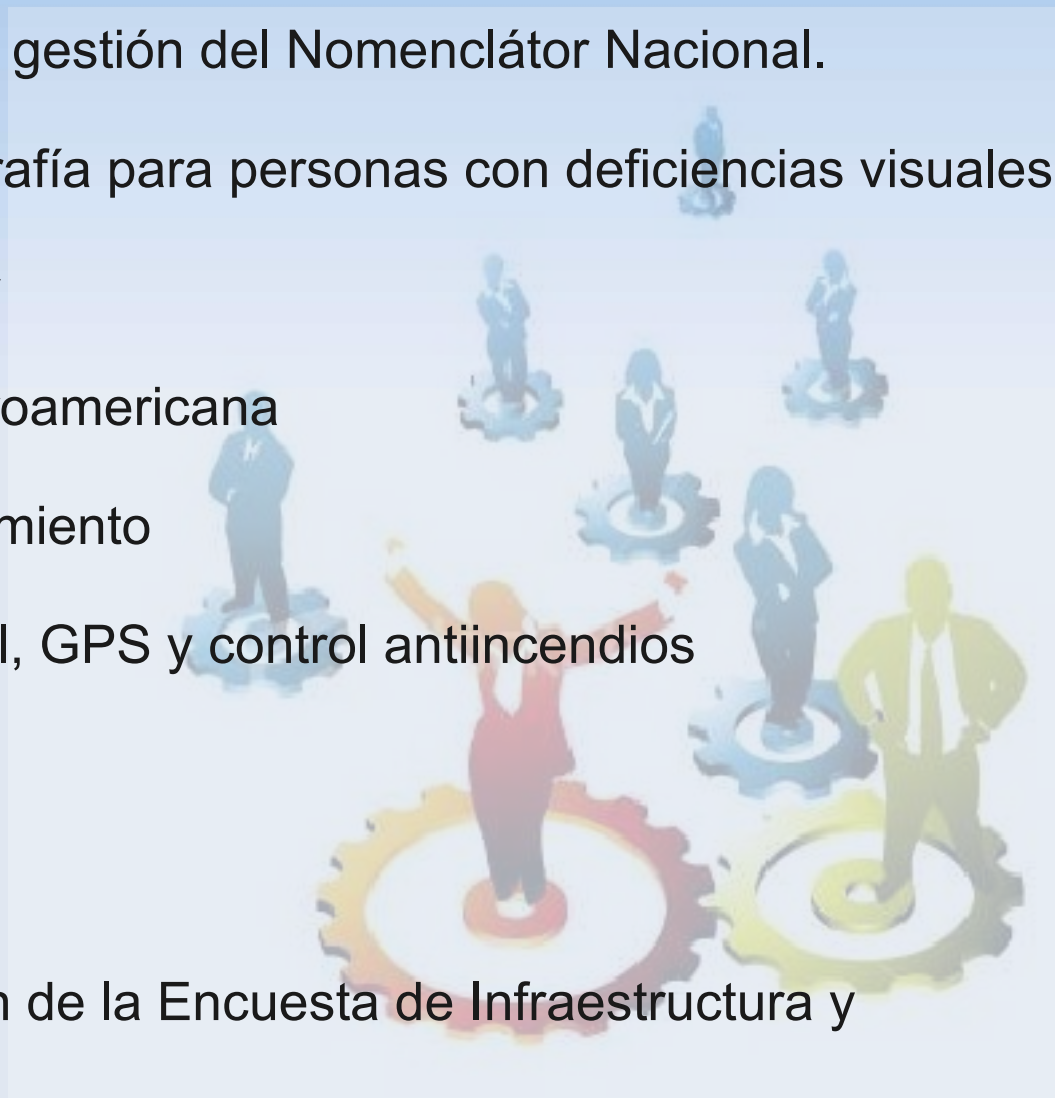 gestión del Nomenclátor Nacional.
rafía para personas con deficiencias visuales
oamericana
miento
l, GPS y control antiincendios
n de la Encuesta de Infraestructura y